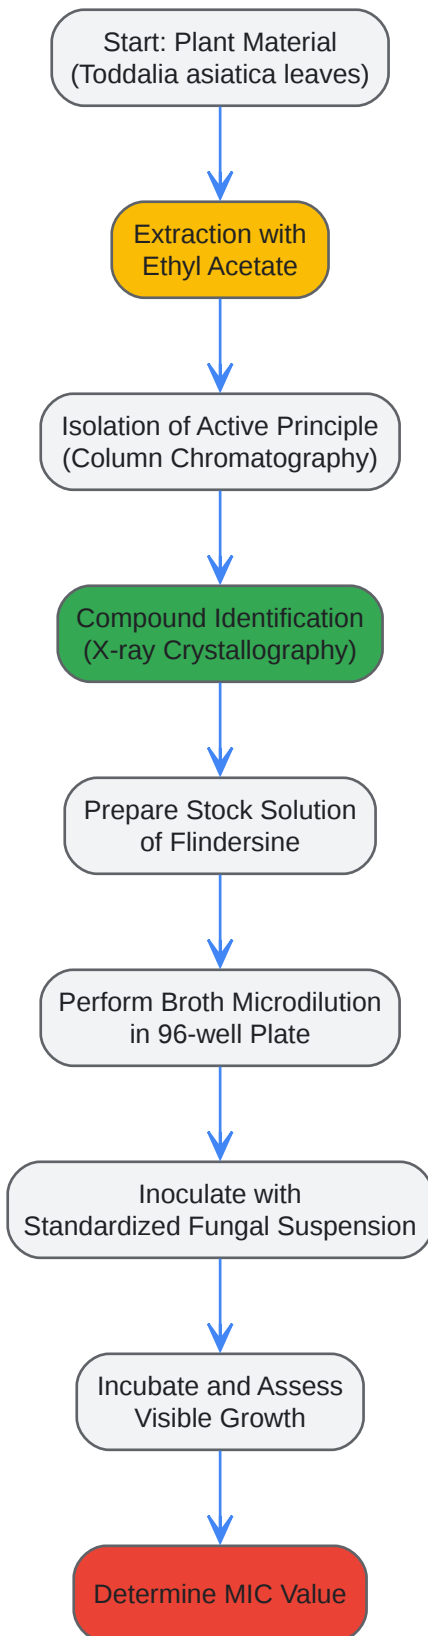 Start: Plant Material
(Toddalia asiatica leaves)
Extraction with
Ethyl Acetate
Isolation of Active Principle
(Column Chromatography)
Compound Identification
(X-ray Crystallography)
Prepare Stock Solution
of Flindersine
Perform Broth Microdilution
in 96-well Plate
Inoculate with
Standardized Fungal Suspension
Incubate and Assess
Visible Growth
Determine MIC Value